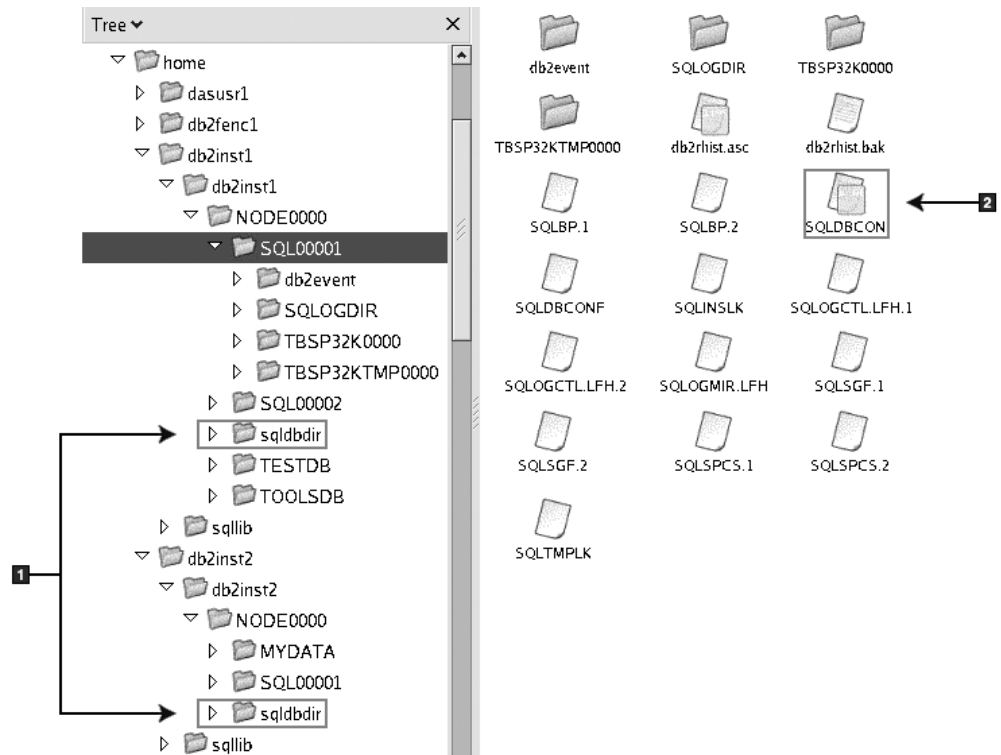 Tree
home
dasusr1
db2fenc1
db2inst1
db2inst1
NODE0000
SQL00001
db2event
SQLOGDIR
TBSP32K0000
TBSP32KTMP0000
SQL00002
sqldbdir
TESTDB
TOOLSDB
sqllib
db2inst2
1
db2inst2
NODE0000
MYDATA
SQL00001
sqldbdir
sqllib
db2event SQLOGDIR TBSP32K0000
TBSP32KTMP0000 db2rhist.asc db2rhist.bak
2
SQLBP.1 SQLBP.2 SQLDBCON
SQLDBCONF SQLINSLK SQLOGCTL.LFH.1
SQLOGCTL.LFH.2 SQLOGMIR.LFH SQLSGF.1
SQLSGF.2 SQLSPCS.1 SQLSPCS.2
SQLTMPLK